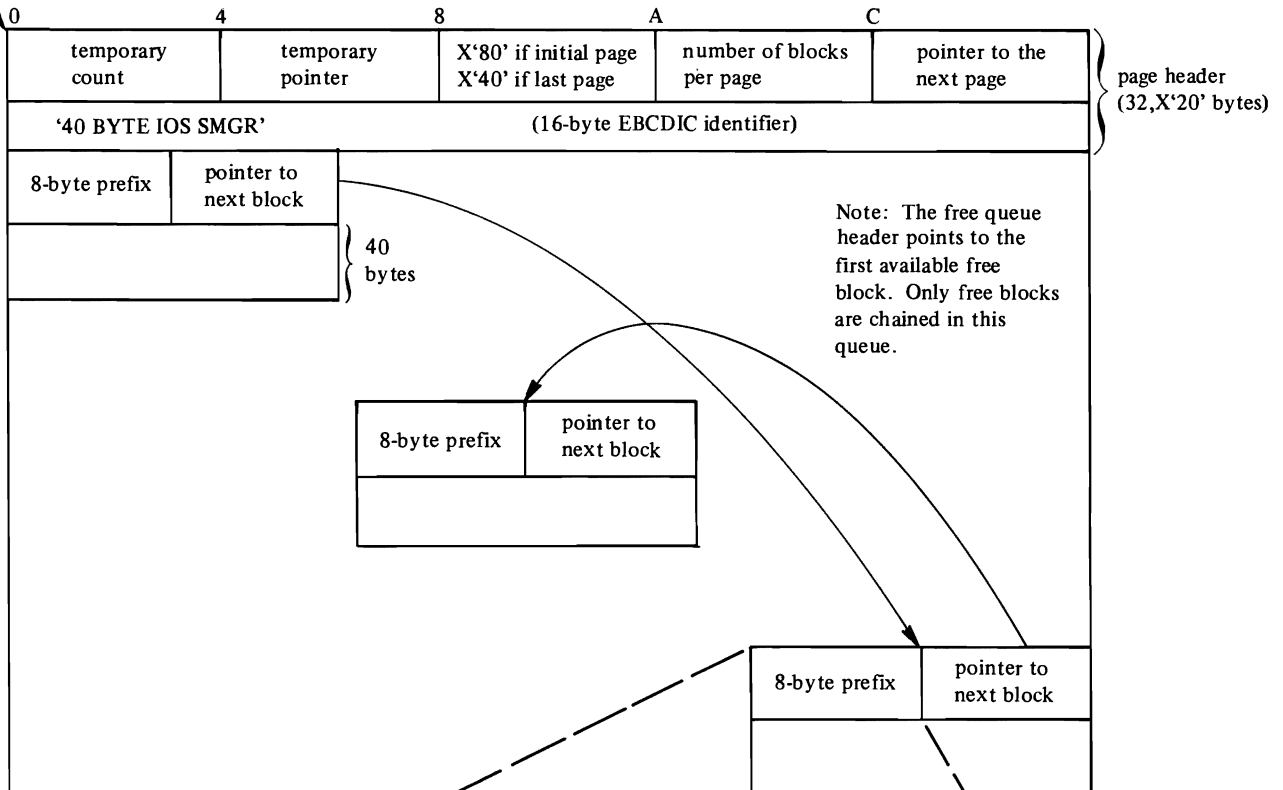 0 4 8 A C
temporary
count
temporary
pointer
X‘80’ if initial page
X‘40’ if last page
number of blocks
per page
pointer to the
next page
page header
(32,X‘20’ bytes)
‘40 BYTE IOS SMGR’ (16-byte EBCDIC identifier)
8-byte prefix
pointer to
next block
40
bytes
Note: The free queue
header points to the
first available free
block. Only free blocks
are chained in this
queue.
8-byte prefix
pointer to
next block
8-byte prefix
pointer to
next block